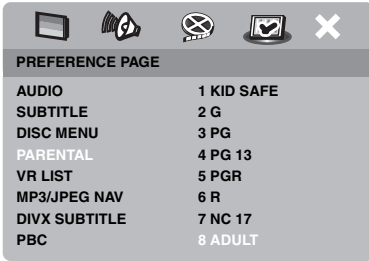 PREFERENCE PAGE
AUDIO 1 KID SAFE
SUBTITLE 2 G
DISC MENU 3 PG
PARENTAL 4 PG 13
VR LIST 5 PGR
MP3/JPEG NAV 6 R
DIVX SUBTITLE 7 NC 17
PBC 8 ADULT